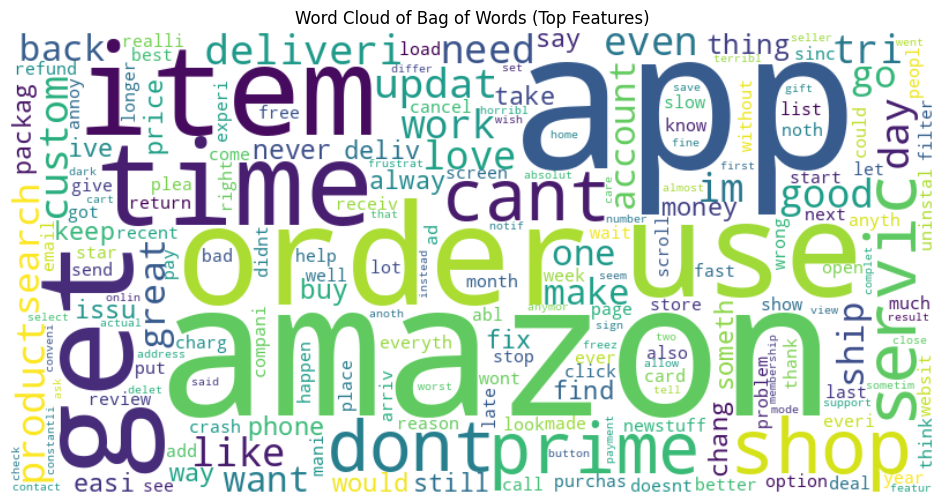 Word Cloud of Bag of Words (Top Features)
back
realli
best
deliveri
load
need
say
even
thing
tri
seller
went
refund
item
app
differ
set
terribl
go
sinc
peopl
annoy
longer
price
experi
free
updat
cancel
horribl
take
wish
gift
save
slow
know
fine
list
noth
without
could
day
filter
packag
custom
ive
work
never
deliv
love
home
account
time
come
right
frustrat
screen
alway
absolut
first
im
start
let
good
dark
cart
give
plea
return
receiv
cant
care
almost
money
next
anyth
uninstal
got
keep
recent
that
notif
number
wait
wrong
servic
email
star
send
great
pay
didnt
order
ad
one
scroll
use
open
complet
search
product
get
bad
help
well
lot
instead
month
week
page
fast
seem
make
onlin
issu
buy
abl
anymor
store
show
view
much
result
select
actual
conveni
charg
compani
amazon
anoth
sign
also
ship
close
address
put
happen
everyth
fix
freez
two
someth
thank
said
place
stop
ever
allow
click
card
tell
problem
membership
ask
delet
review
arriv
worst
wont
find
late
last
sometim
mode
support
constantli
crash
phone
reason
look
made
newstuff
chang
everi
think
websit
add
like
dont
prime
shop
button
payment
way
manie
check
contact
easi
see
want
would
still
call
purchas
doesnt
better
option
deal
year
featur